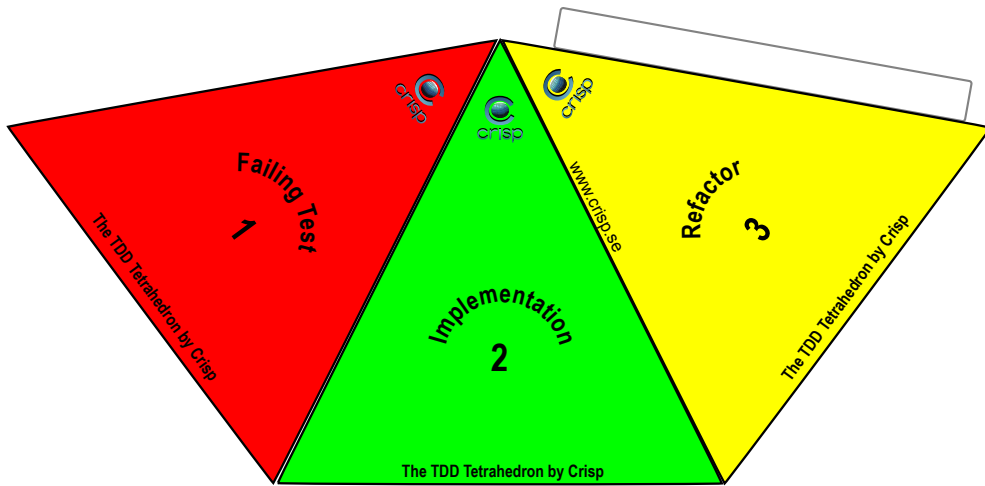 crisp
Failing Test
1
The TDD Tetrahedron by Crisp
crisp
Implementation
2
The TDD Tetrahedron by Crisp
crisp
www.crisp.se
Refactor
3
The TDD Tetrahedron by Crisp